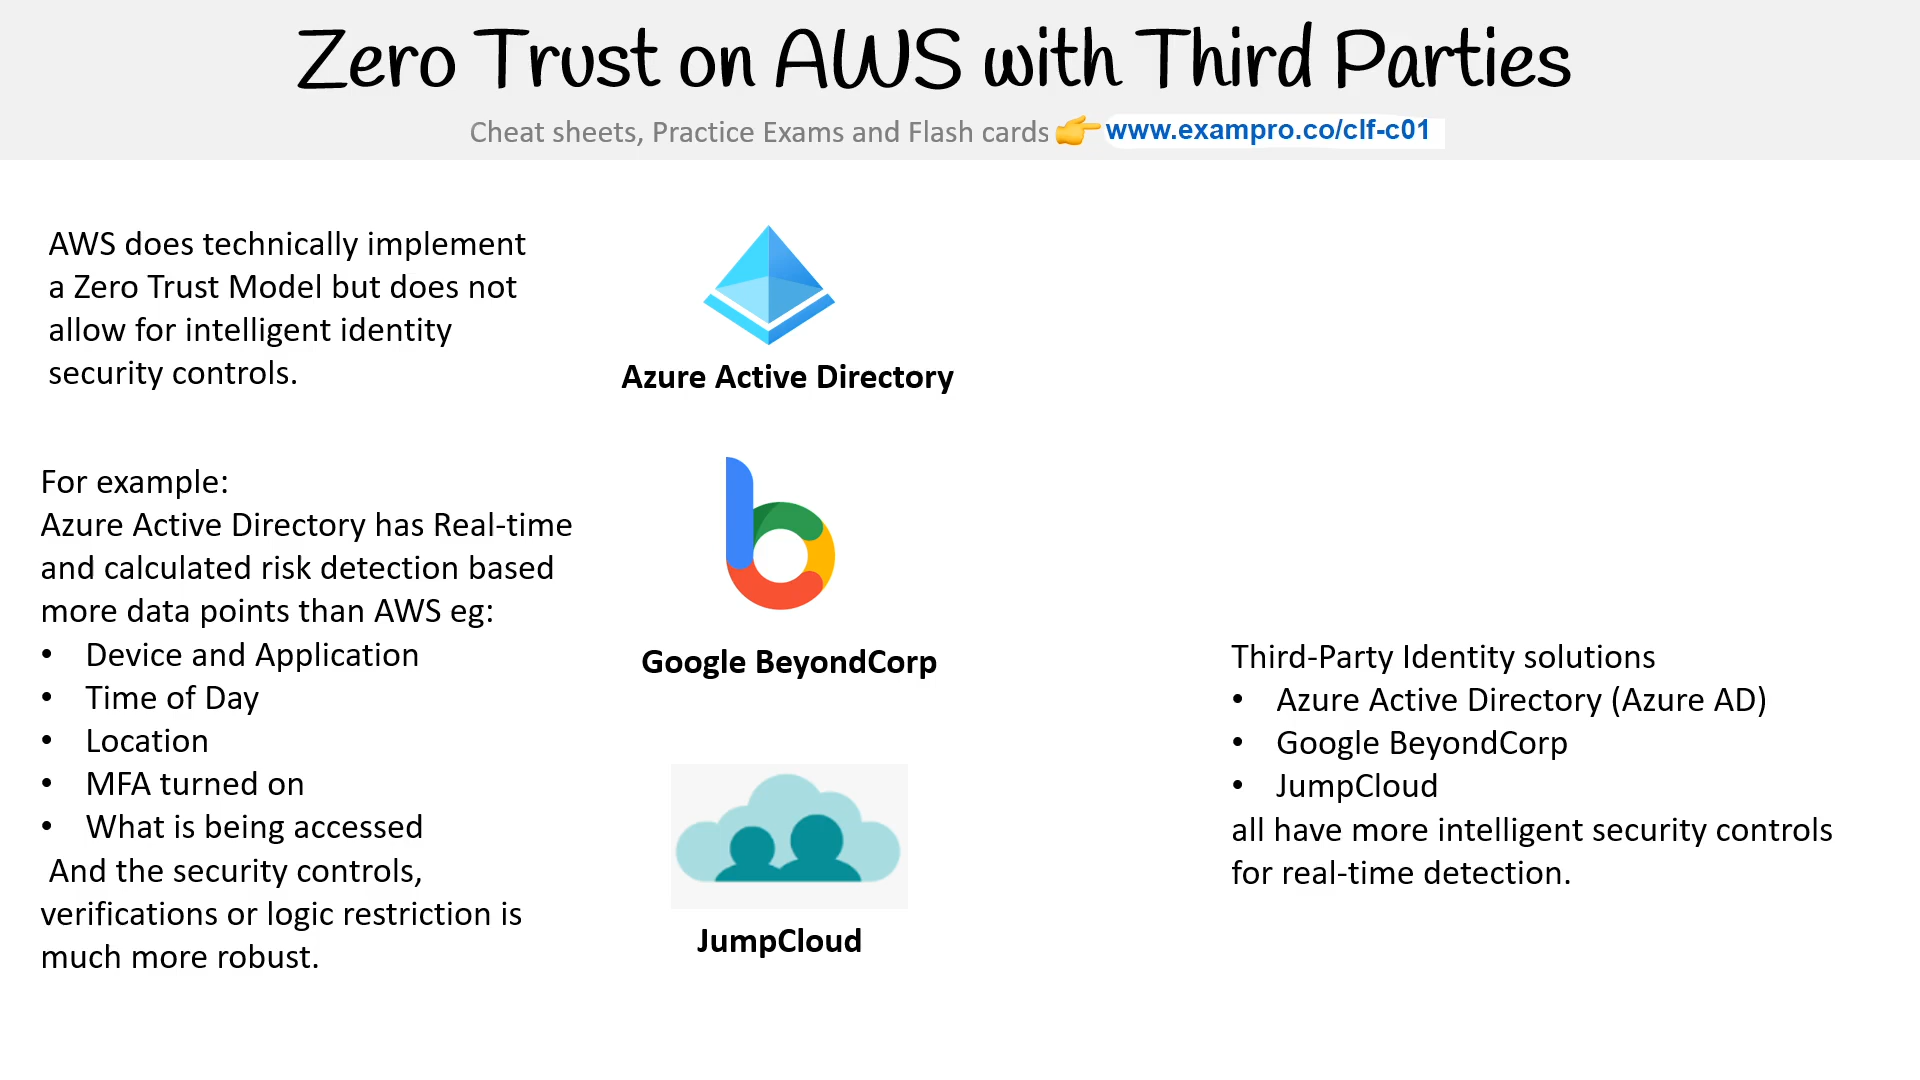 Zero Trust on AWS with Third Parties
Cheat sheets, Practice Exams and Flash cards 👉 www.exampro.co/clf-c01
AWS does technically implement
a Zero Trust Model but does not
allow for intelligent identity
security controls.
For example:
Azure Active Directory has Real-time
and calculated risk detection based
more data points than AWS eg:
• Device and Application
• Time of Day
• Location
• MFA turned on
• What is being accessed
And the security controls,
verifications or logic restriction is
much more robust.
Azure Active Directory
Google BeyondCorp
JumpCloud
Third-Party Identity solutions
• Azure Active Directory (Azure AD)
• Google BeyondCorp
• JumpCloud
all have more intelligent security controls
for real-time detection.